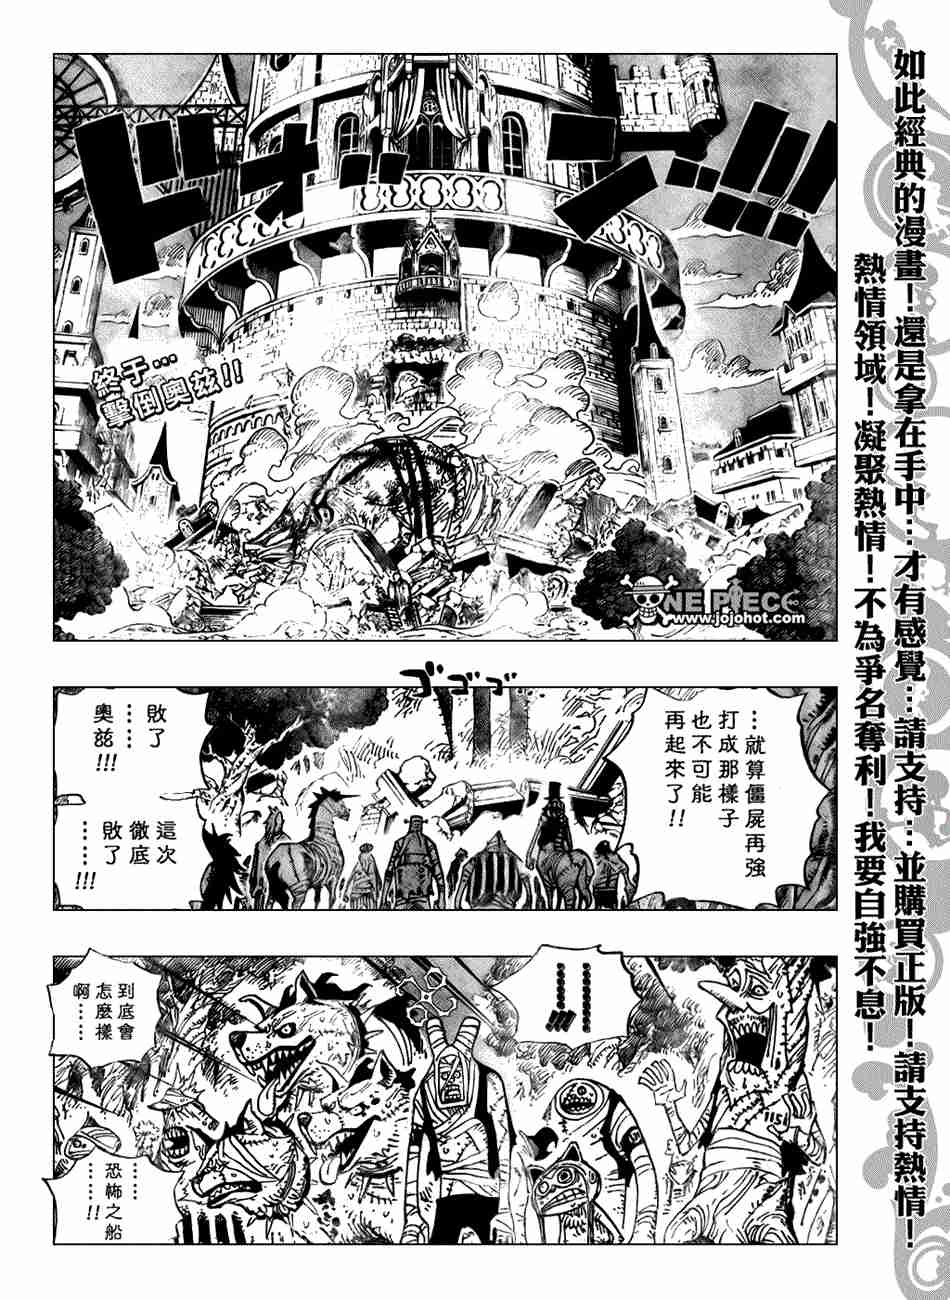 如此經典的漫畫！還是拿在手中…才有感覺…請支持…並購買正版！請支持熱情！
熱情領域！凝聚熱情！不為爭名奪利！我要自強不息！
ドオォン!!!!
終于…
擊倒奧茲!!
ONE PIECE
www.jojohot.com
ゴゴゴゴ
…就算僵屍再強
打成那樣子
也不可能
再起來了!!
敗了
……
奧茲
!!!
這次
徹底
敗了
……
!!!
………
!!!
到底會
怎麼樣
啊……
恐怖之船
……
!!